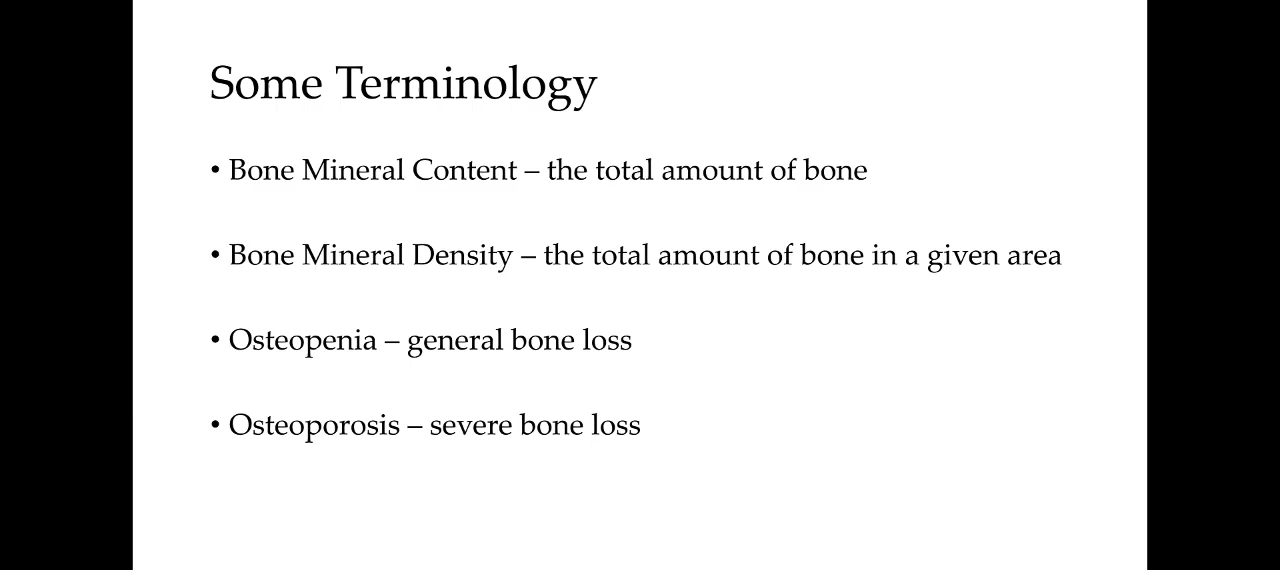 Some Terminology
• Bone Mineral Content – the total amount of bone
• Bone Mineral Density – the total amount of bone in a given area
• Osteopenia – general bone loss
• Osteoporosis – severe bone loss